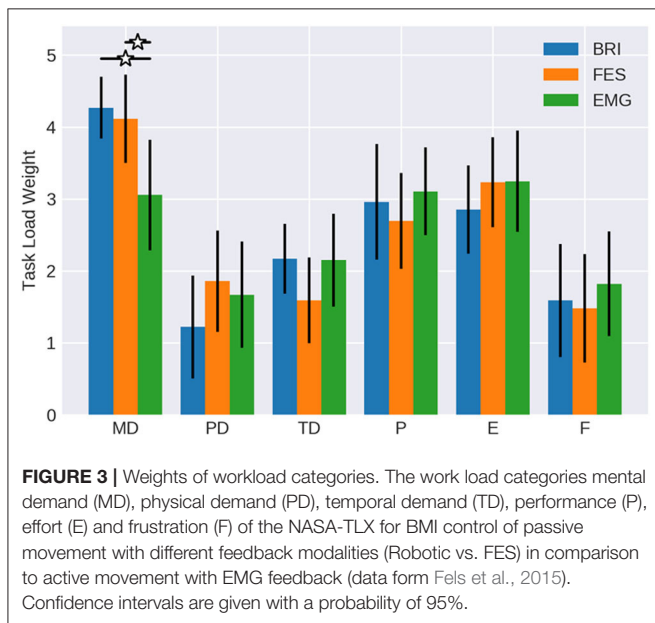 5
4
3
2
1
0
Task Load Weight
BRI
FES
EMG
MD PD TD P E F
FIGURE 3 | Weights of workload categories. The work load categories mental
demand (MD), physical demand (PD), temporal demand (TD), performance (P),
effort (E) and frustration (F) of the NASA-TLX for BMI control of passive
movement with different feedback modalities (Robotic vs. FES) in comparison
to active movement with EMG feedback (data form Fels et al., 2015).
Confidence intervals are given with a probability of 95%.